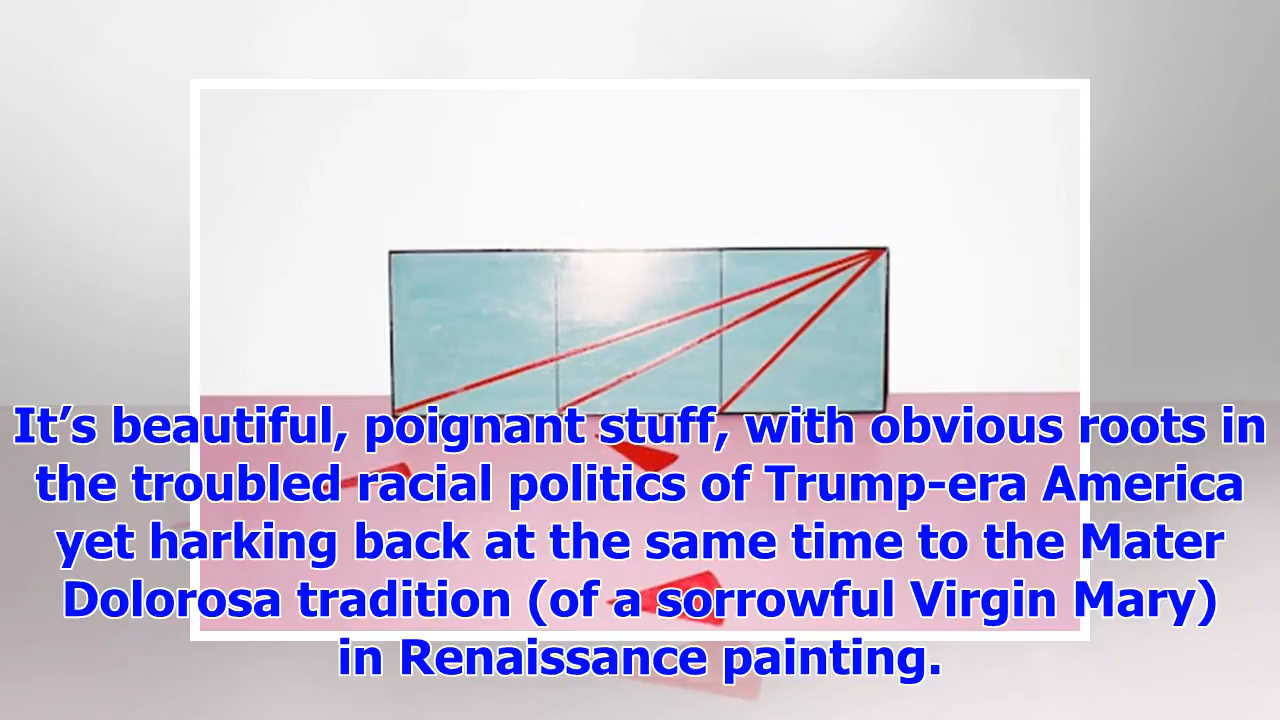 It’s beautiful, poignant stuff, with obvious roots in
the troubled racial politics of Trump-era America
yet harking back at the same time to the Mater
Dolorosa tradition (of a sorrowful Virgin Mary)
in Renaissance painting.